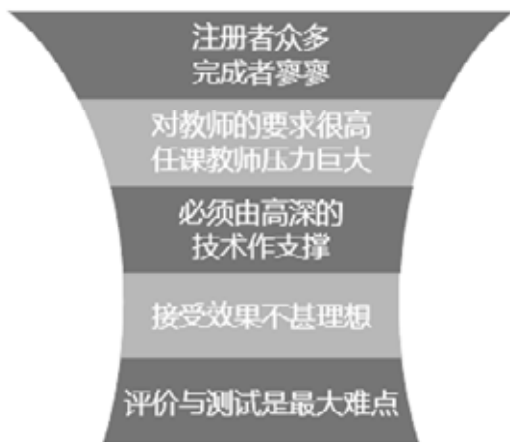 注册者众多
完成者寥寥
对教师的要求很高
任课教师压力巨大
必须由高深的
技术作支撑
接受效果不甚理想
评价与测试是最大难点